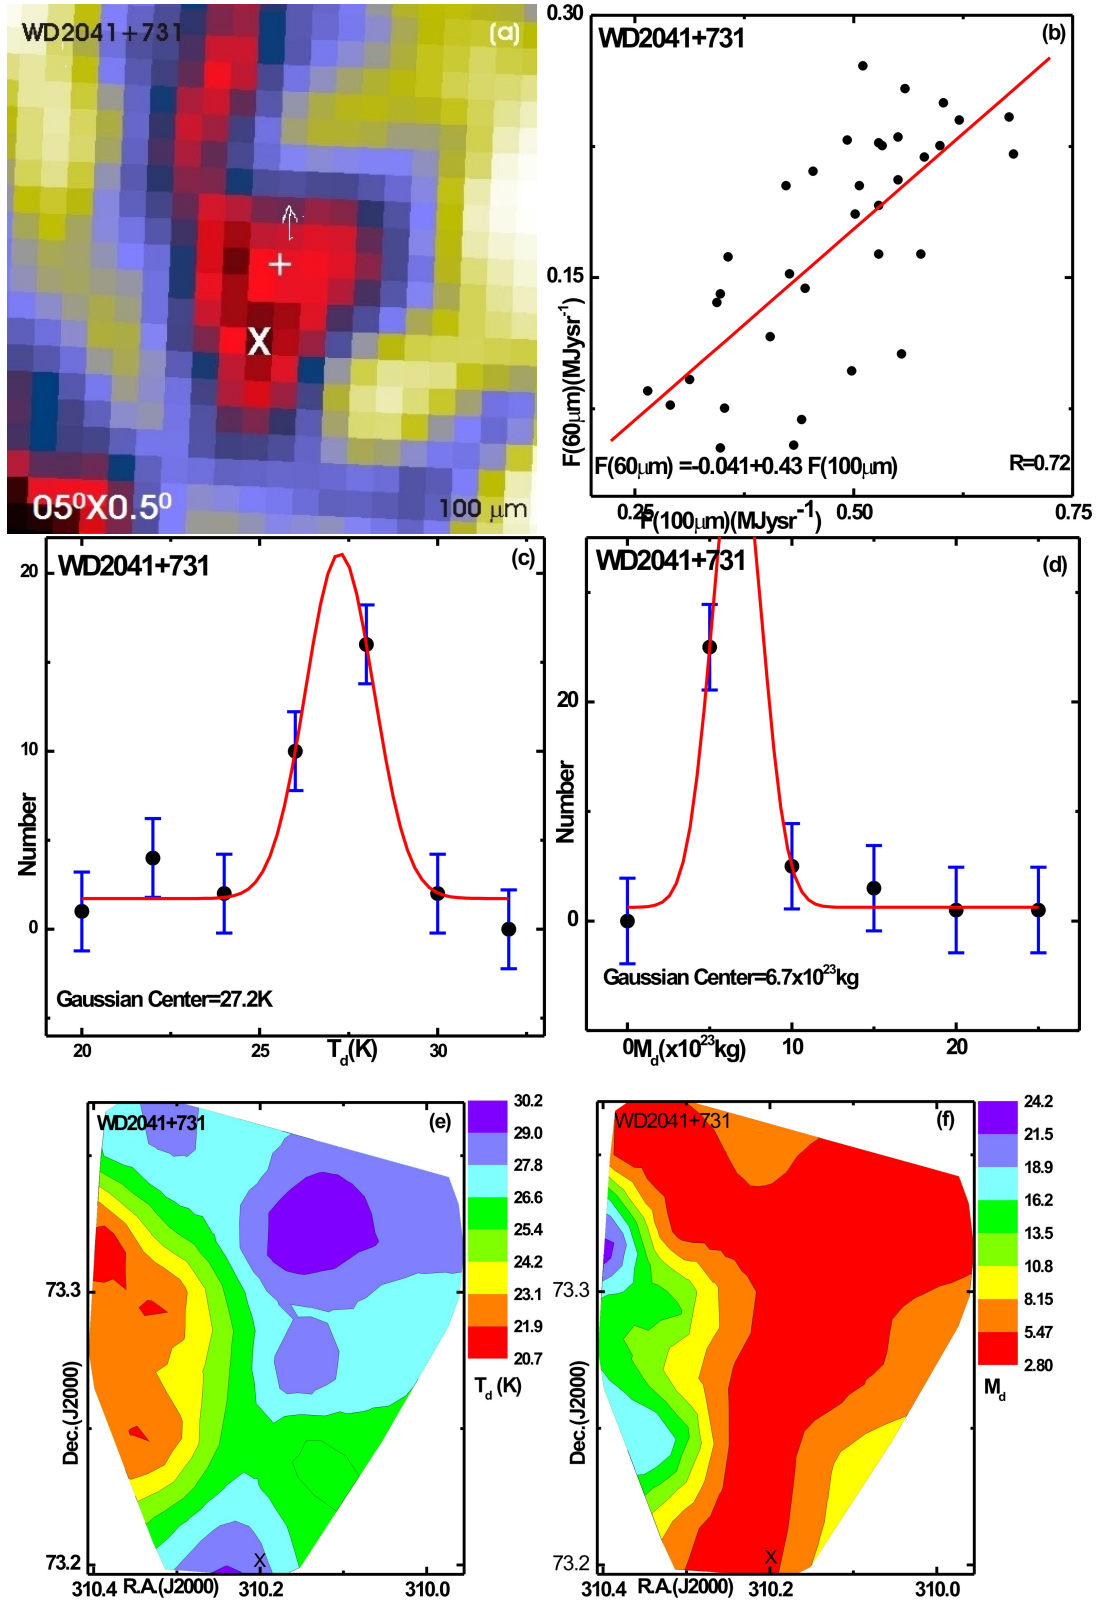 WD2041+731 (a)
X
05⁰X0.5⁰ 100 µm
WD2041+731 (b)
0.30
0.15
F(60µm)(MJysr⁻¹)
F(60µm) =-0.041+0.43 F(100µm) R=0.72
0.25 0.50 0.75
F(100µm)(MJysr⁻¹)
WD2041+731 (c)
20
10
0
Number
Gaussian Center=27.2K
20 25 30
T_d(K)
WD2041+731 (d)
20
0
Number
Gaussian Center=6.7x10²³kg
0 10 20
M_d(x10²³kg)
WD2041+731 (e)
73.3
73.2
Dec.(J2000)
X
310.4 310.2 310.0
R.A.(J2000)
30.2
29.0
27.8
26.6
25.4
24.2
23.1
21.9
20.7
T_d (K)
WD2041+731 (f)
73.3
73.2
Dec.(J2000)
X
310.4 310.2 310.0
R.A.(J2000)
24.2
21.5
18.9
16.2
13.5
10.8
8.15
5.47
2.80
M_d